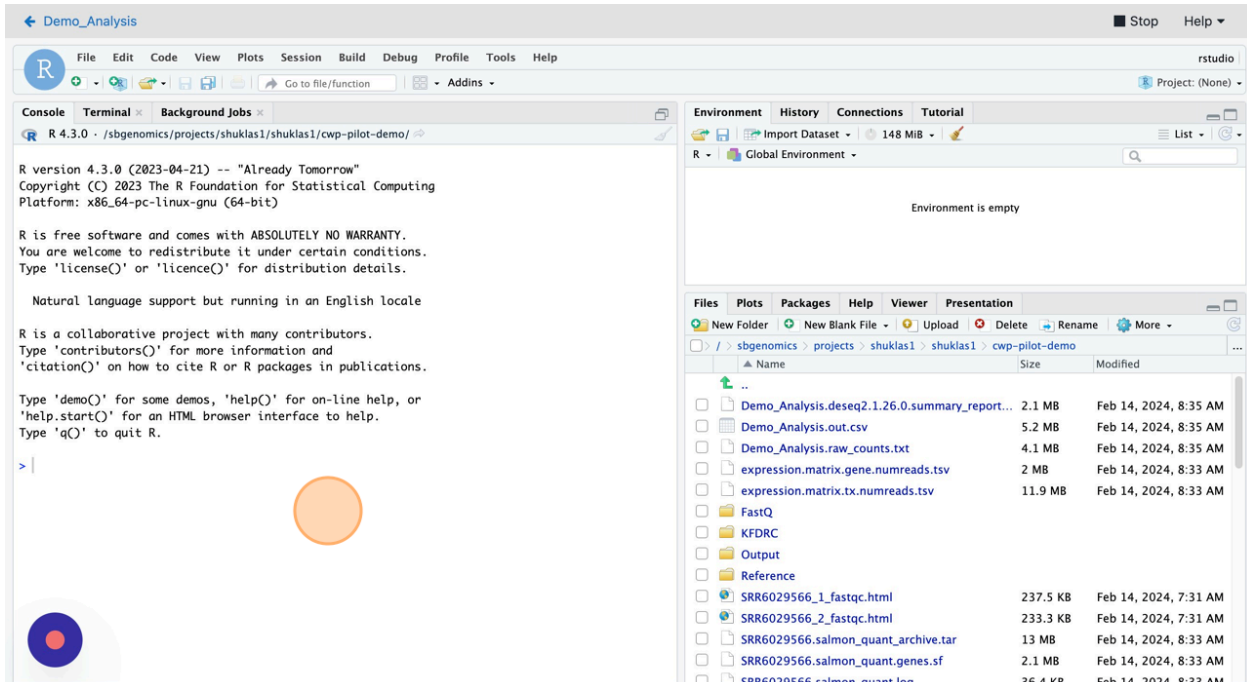 Demo_Analysis
Stop Help
R
File Edit Code View Plots Session Build Debug Profile Tools Help
rstudio
Go to file/function Addins
Project: (None)
Console Terminal Background Jobs
R 4.3.0 · /sbgenomics/projects/shuklas1/shuklas1/cwp-pilot-demo/
R version 4.3.0 (2023-04-21) -- "Already Tomorrow"
Copyright (C) 2023 The R Foundation for Statistical Computing
Platform: x86_64-pc-linux-gnu (64-bit)
R is free software and comes with ABSOLUTELY NO WARRANTY.
You are welcome to redistribute it under certain conditions.
Type 'license()' or 'licence()' for distribution details.
Natural language support but running in an English locale
R is a collaborative project with many contributors.
Type 'contributors()' for more information and
'citation()' on how to cite R or R packages in publications.
Type 'demo()' for some demos, 'help()' for on-line help, or
'help.start()' for an HTML browser interface to help.
Type 'q()' to quit R.
>
Environment History Connections Tutorial
Import Dataset 148 MiB List
R Global Environment
Environment is empty
Files Plots Packages Help Viewer Presentation
New Folder New Blank File Upload Delete Rename More
/ > sbgenomics > projects > shuklas1 > shuklas1 > cwp-pilot-demo ...
Name Size Modified
..
Demo_Analysis.deseq2.1.26.0.summary_report... 2.1 MB Feb 14, 2024, 8:35 AM
Demo_Analysis.out.csv 5.2 MB Feb 14, 2024, 8:35 AM
Demo_Analysis.raw_counts.txt 4.1 MB Feb 14, 2024, 8:35 AM
expression.matrix.gene.numreads.tsv 2 MB Feb 14, 2024, 8:33 AM
expression.matrix.tx.numreads.tsv 11.9 MB Feb 14, 2024, 8:33 AM
FastQ
KFDRC
Output
Reference
SRR6029566_1_fastqc.html 237.5 KB Feb 14, 2024, 7:31 AM
SRR6029566_2_fastqc.html 233.3 KB Feb 14, 2024, 7:31 AM
SRR6029566.salmon_quant_archive.tar 13 MB Feb 14, 2024, 8:33 AM
SRR6029566.salmon_quant.genes.sf 2.1 MB Feb 14, 2024, 8:33 AM
SRR6029566.salmon_quant.log 36.4 KB Feb 14, 2024, 8:33 AM